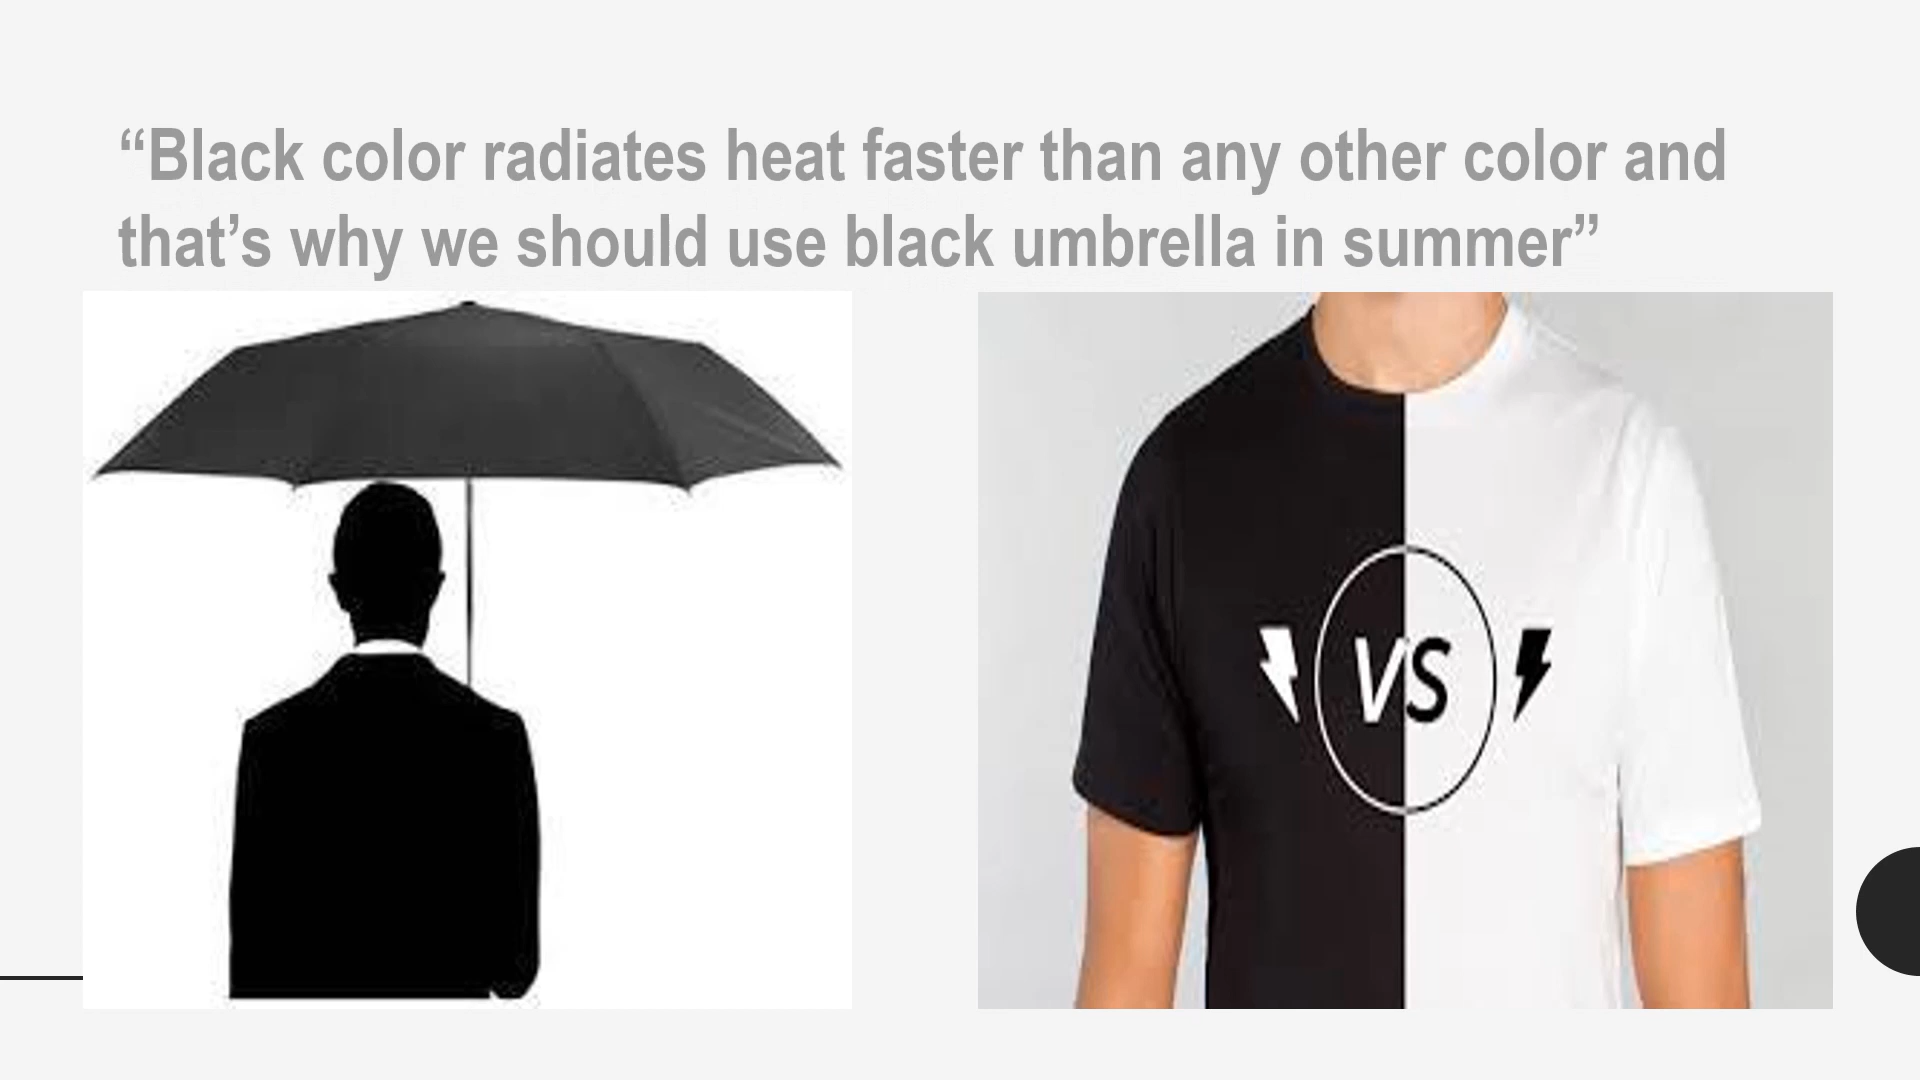 “Black color radiates heat faster than any other color and
that’s why we should use black umbrella in summer”
VS